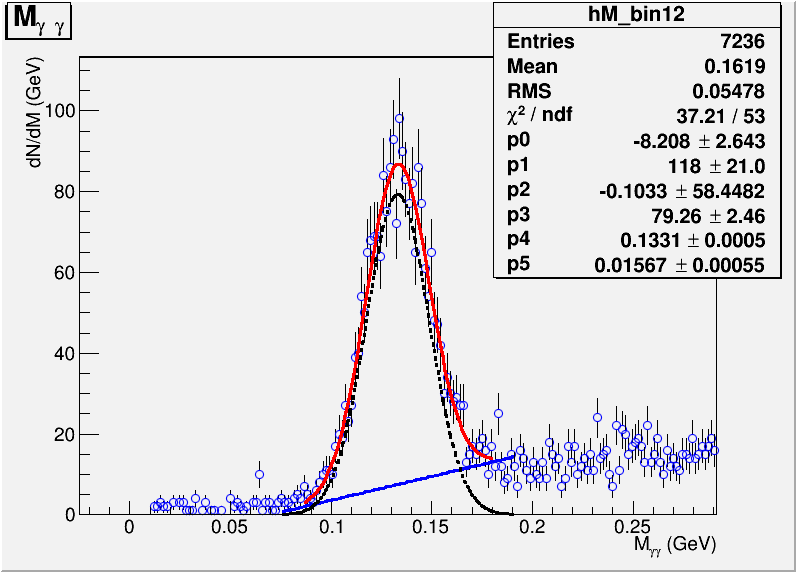 M γ γ
hM_bin12
Entries 7236
Mean 0.1619
RMS 0.05478
χ² / ndf 37.21 / 53
p0 -8.208 ± 2.643
p1 118 ± 21.0
p2 -0.1033 ± 58.4482
p3 79.26 ± 2.46
p4 0.1331 ± 0.0005
p5 0.01567 ± 0.00055
dN/dM (GeV)
100
80
60
40
20
0
0 0.05 0.1 0.15 0.2 0.25
Mγγ (GeV)